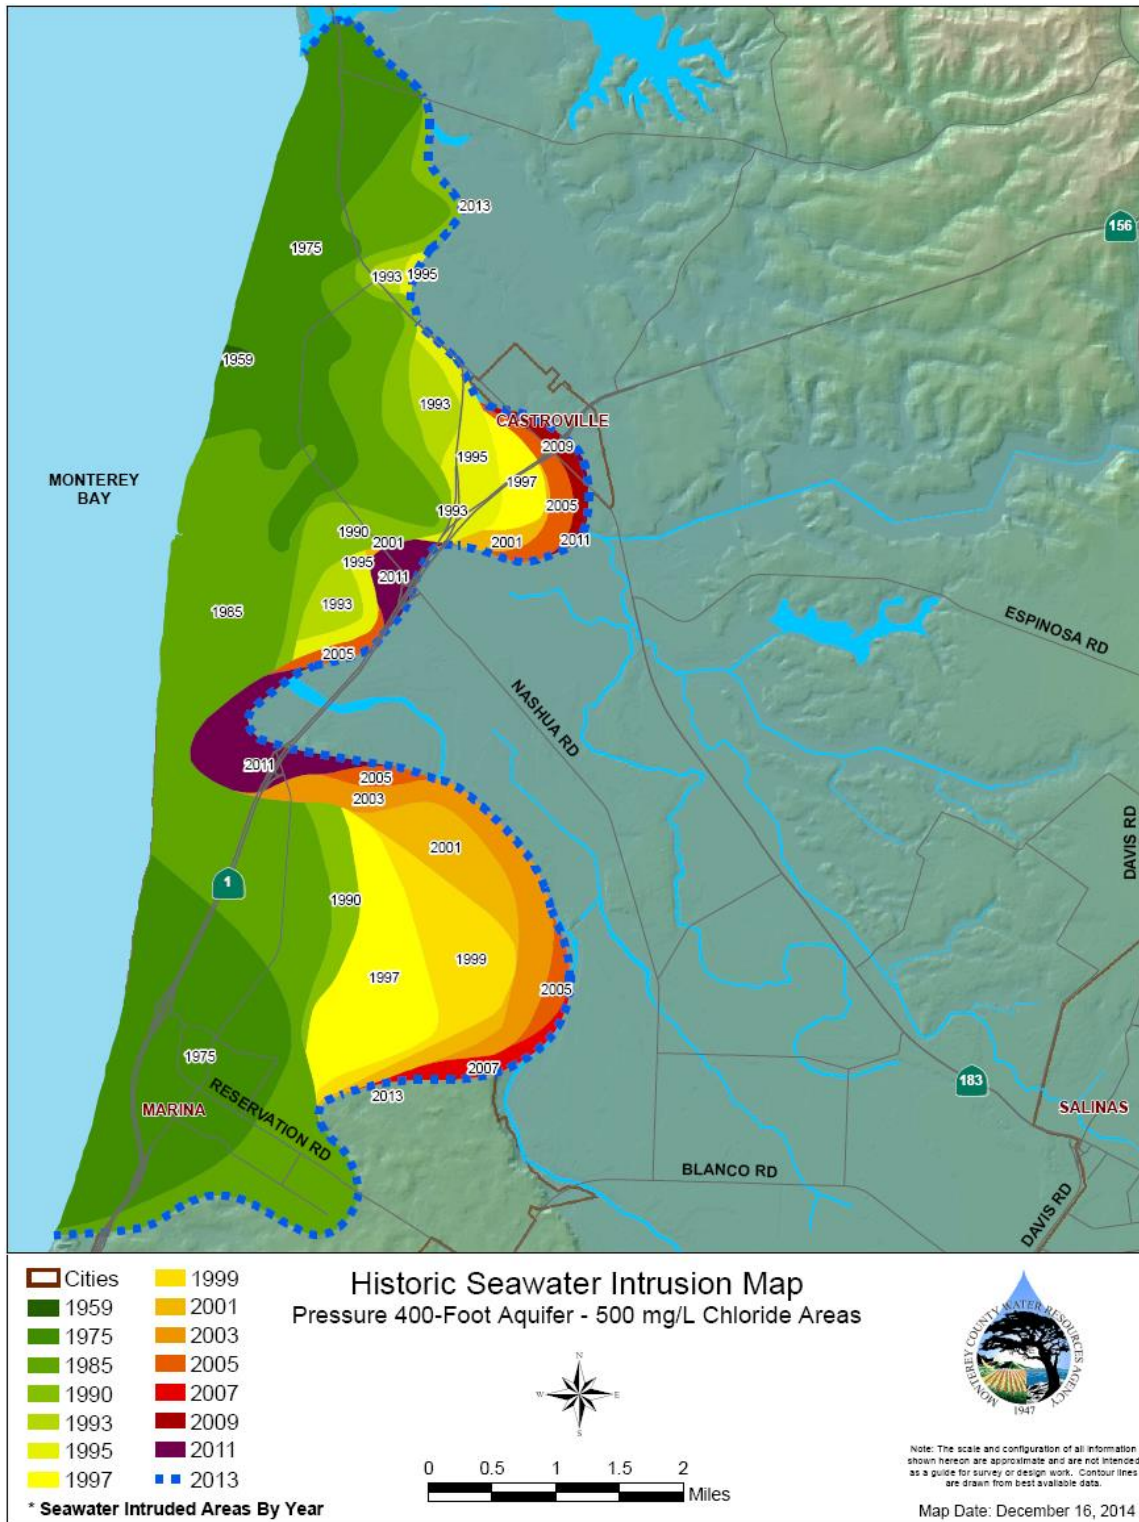 156
2013
1975
1993
1995
1959
1993
CASTROVILLE
2009
1995
MONTEREY
BAY
1997
2005
1993
1990
2001
2001
2011
1995
2011
1985
1993
ESPINOSA RD
2005
NASHUA RD
2011
2005
2003
DAVIS RD
2001
1
1990
1999
1997
2005
1975
2007
183
2013
MARINA
RESERVATION RD
SALINAS
BLANCO RD
DAVIS RD
Cities
1959
1975
1985
1990
1993
1995
1997
1999
2001
2003
2005
2007
2009
2011
2013
* Seawater Intruded Areas By Year
Historic Seawater Intrusion Map
Pressure 400-Foot Aquifer - 500 mg/L Chloride Areas
N
W E
S
0 0.5 1 1.5 2
Miles
MONTEREY COUNTY WATER RESOURCES AGENCY
1947
Note: The scale and configuration of all information
shown hereon are approximate and are not intended
as a guide for survey or design work. Contour lines
are drawn from best available data.
Map Date: December 16, 2014